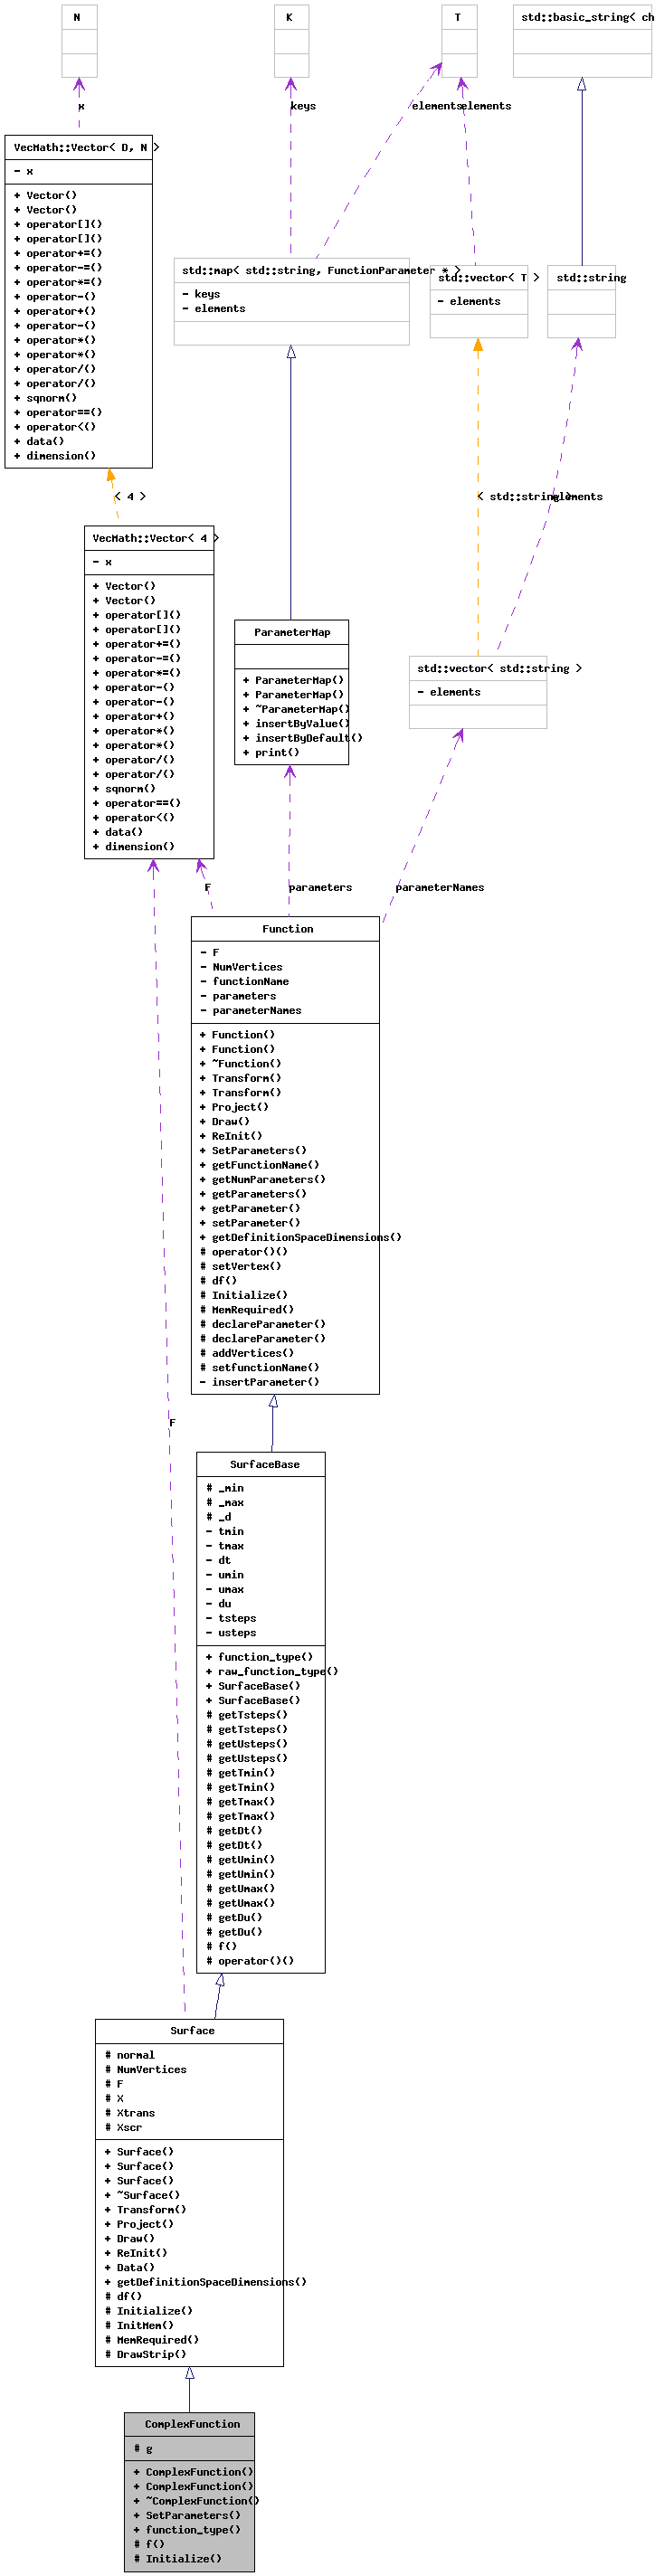 N
K
T
std::basic_string< ch
x
keys
elements
elements
VecMath::Vector< D, N >
- x
+ Vector()
+ Vector()
+ operator[]()
+ operator[]()
+ operator+=()
+ operator-=()
+ operator*=()
+ operator-()
+ operator+()
+ operator-()
+ operator*()
+ operator*()
+ operator/()
+ operator/()
+ sqnorm()
+ operator==()
+ operator<()
+ data()
+ dimension()
std::map< std::string, FunctionParameter * >
- keys
- elements
std::vector< T >
- elements
std::string
< 4 >
< std::string >
elements
VecMath::Vector< 4 >
- x
+ Vector()
+ Vector()
+ operator[]()
+ operator[]()
+ operator+=()
+ operator-=()
+ operator*=()
+ operator-()
+ operator-()
+ operator+()
+ operator*()
+ operator*()
+ operator/()
+ operator/()
+ sqnorm()
+ operator==()
+ operator<()
+ data()
+ dimension()
ParameterMap
+ ParameterMap()
+ ParameterMap()
+ ~ParameterMap()
+ insertByValue()
+ insertByDefault()
+ print()
std::vector< std::string >
- elements
F
parameters
parameterNames
Function
- F
- NumVertices
- functionName
- parameters
- parameterNames
+ Function()
+ Function()
+ ~Function()
+ Transform()
+ Transform()
+ Project()
+ Draw()
+ ReInit()
+ SetParameters()
+ getFunctionName()
+ getNumParameters()
+ getParameters()
+ getParameter()
+ setParameter()
+ getDefinitionSpaceDimensions()
# operator()()
# setVertex()
# df()
# Initialize()
# MemRequired()
# declareParameter()
# declareParameter()
# addVertices()
# setfunctionName()
- insertParameter()
F
SurfaceBase
# _min
# _max
# _d
- tmin
- tmax
- dt
- umin
- umax
- du
- tsteps
- usteps
+ function_type()
+ raw_function_type()
+ SurfaceBase()
+ SurfaceBase()
# getTsteps()
# getTsteps()
# getUsteps()
# getUsteps()
# getTmin()
# getTmin()
# getTmax()
# getTmax()
# getDt()
# getDt()
# getUmin()
# getUmin()
# getUmax()
# getUmax()
# getDu()
# getDu()
# f()
# operator()()
Surface
# normal
# NumVertices
# F
# X
# Xtrans
# Xscr
+ Surface()
+ Surface()
+ Surface()
+ ~Surface()
+ Transform()
+ Project()
+ Draw()
+ ReInit()
+ Data()
+ getDefinitionSpaceDimensions()
# df()
# Initialize()
# InitMem()
# MemRequired()
# DrawStrip()
ComplexFunction
# g
+ ComplexFunction()
+ ComplexFunction()
+ ~ComplexFunction()
+ SetParameters()
+ function_type()
# f()
# Initialize()